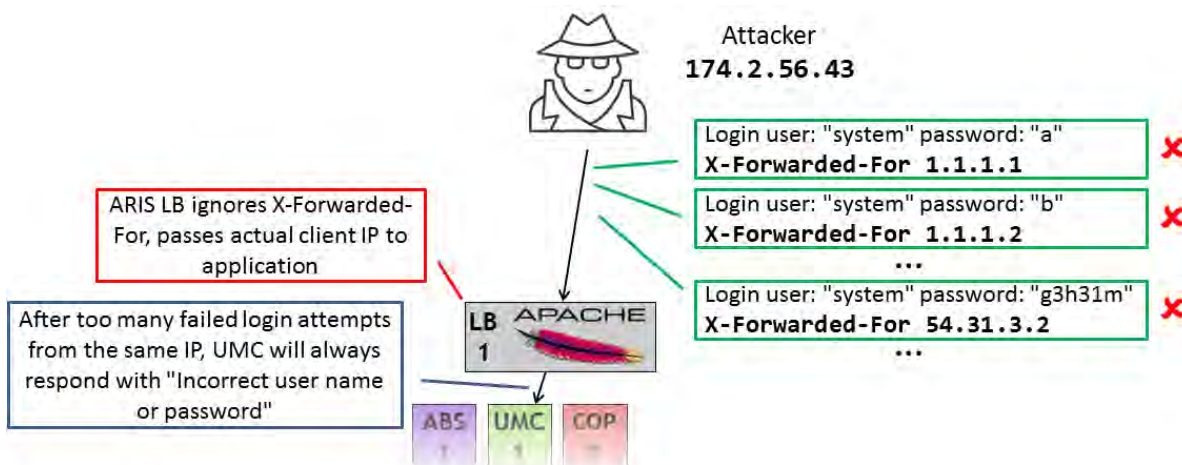 Attacker
174.2.56.43
Login user: "system" password: "a"
X-Forwarded-For 1.1.1.1
Login user: "system" password: "b"
X-Forwarded-For 1.1.1.2
...
Login user: "system" password: "g3h31m"
X-Forwarded-For 54.31.3.2
...
ARIS LB ignores X-Forwarded-
For, passes actual client IP to
application
After too many failed login attempts
from the same IP, UMC will always
respond with "Incorrect user name
or password"
LB
1
APACHE
ABS
UMC
COP